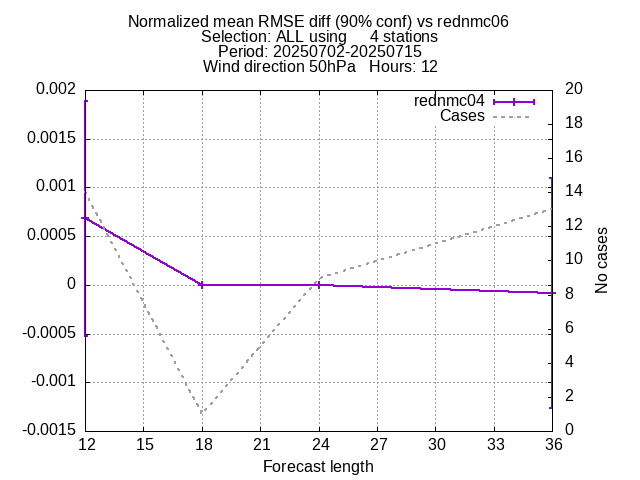 Normalized mean RMSE diff (90% conf) vs rednmc06
Selection: ALL using     4 stations
Period: 20250702-20250715
Wind direction 50hPa   Hours: 12
rednmc04
Cases
0.002
0.0015
0.001
0.0005
0
-0.0005
-0.001
-0.0015
20
18
16
14
12
10
8
6
4
2
0
No cases
12 15 18 21 24 27 30 33 36
Forecast length